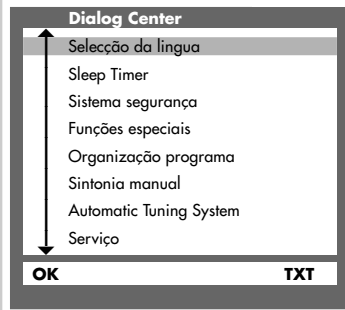 Dialog Center
Selecção da lingua
Sleep Timer
Sistema segurança
Funções especiais
Organização programa
Sintonia manual
Automatic Tuning System
Serviço
OK TXT